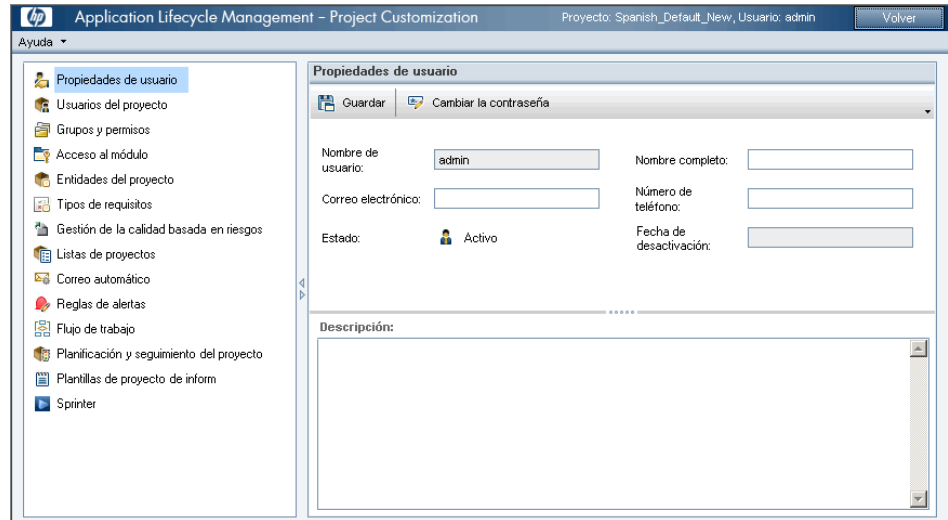 hp Application Lifecycle Management – Project Customization Proyecto: Spanish_Default_New, Usuario: admin Volver
Ayuda
Propiedades de usuario
Usuarios del proyecto
Grupos y permisos
Acceso al módulo
Entidades del proyecto
Tipos de requisitos
Gestión de la calidad basada en riesgos
Listas de proyectos
Correo automático
Reglas de alertas
Flujo de trabajo
Planificación y seguimiento del proyecto
Plantillas de proyecto de inform
Sprinter
Propiedades de usuario
Guardar Cambiar la contraseña
Nombre de
usuario:
admin
Nombre completo:
Correo electrónico:
Número de
teléfono:
Estado:
Activo
Fecha de
desactivación:
Descripción: